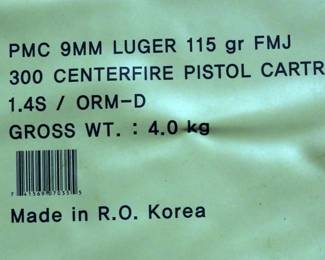 PMC 9MM LUGER 115 gr FMJ
300 CENTERFIRE PISTOL CARTR
1.4S / ORM-D
GROSS WT. : 4.0 kg
Made in R.O. Korea